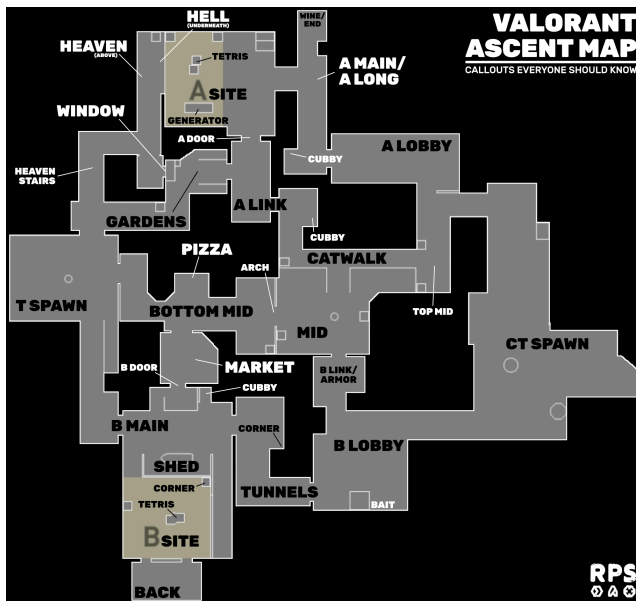 VALORANT
ASCENT MAP
CALLOUTS EVERYONE SHOULD KNOW
WINE/
END
HELL
(UNDERNEATH)
HEAVEN
(ABOVE)
TETRIS
A MAIN/
A LONG
A SITE
GENERATOR
WINDOW
A DOOR
A LOBBY
CUBBY
HEAVEN
STAIRS
GARDENS
A LINK
CUBBY
PIZZA
CATWALK
ARCH
T SPAWN
BOTTOM MID
TOP MID
MID
CT SPAWN
B DOOR
MARKET
B LINK/
ARMOR
CUBBY
B MAIN
CORNER
B LOBBY
SHED
CORNER
TUNNELS
TETRIS
BAIT
B SITE
BACK
RPS